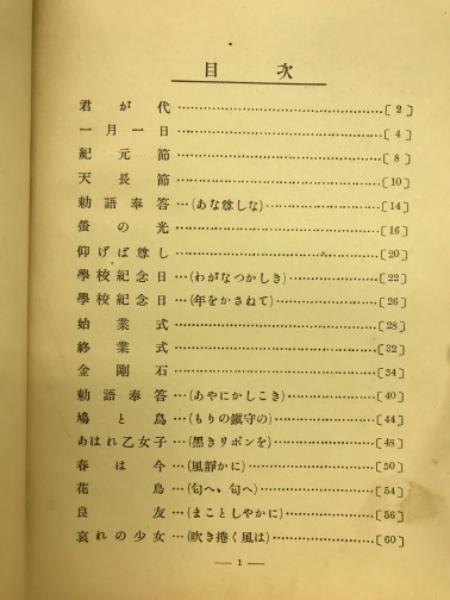 目次
君が代……[2]
一月一日……[4]
紀元節……[8]
天長節……[10]
勅語奉答…(あな尊しな)……[14]
螢の光……[16]
仰げば尊し……[20]
學校紀念日…(わがなつかしき)……[22]
學校紀念日…(年をかさねて)……[26]
始業式……[28]
終業式……[32]
金剛石……[34]
勅語奉答…(あやにかしこき)……[40]
鳩と鳥…(もりの鎭守の)……[44]
あはれ乙女子…(黑きリボンを)……[48]
春は今…(風靜かに)……[50]
花鳥…(匂へ、匂へ)……[54]
良友…(まことしやかに)……[56]
哀れの少女…(吹き捲く風は)……[60]
— 1 —